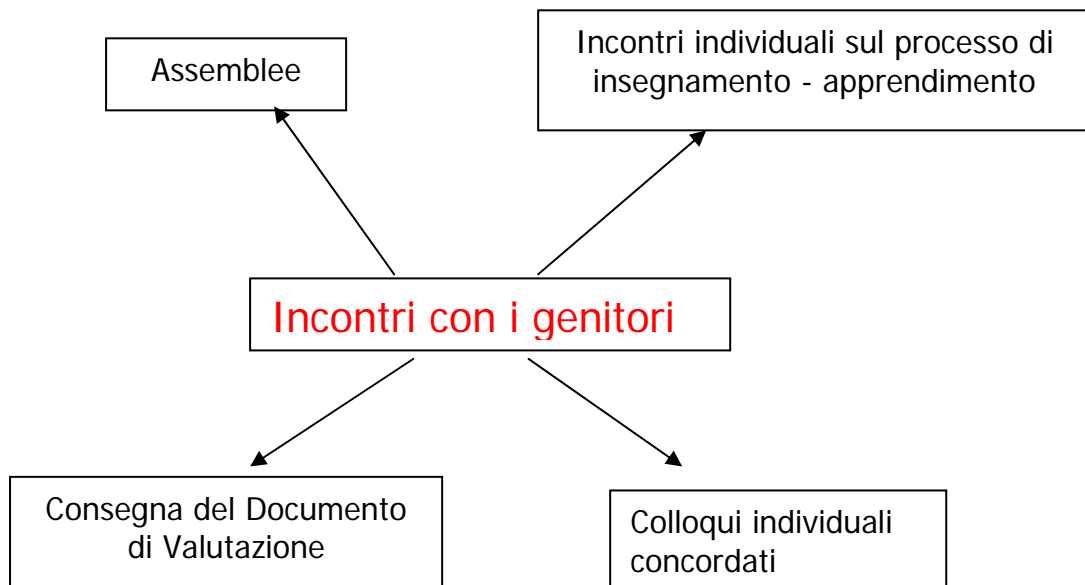 Assemblee
Incontri individuali sul processo di
insegnamento - apprendimento
Incontri con i genitori
Consegna del Documento
di Valutazione
Colloqui individuali
concordati